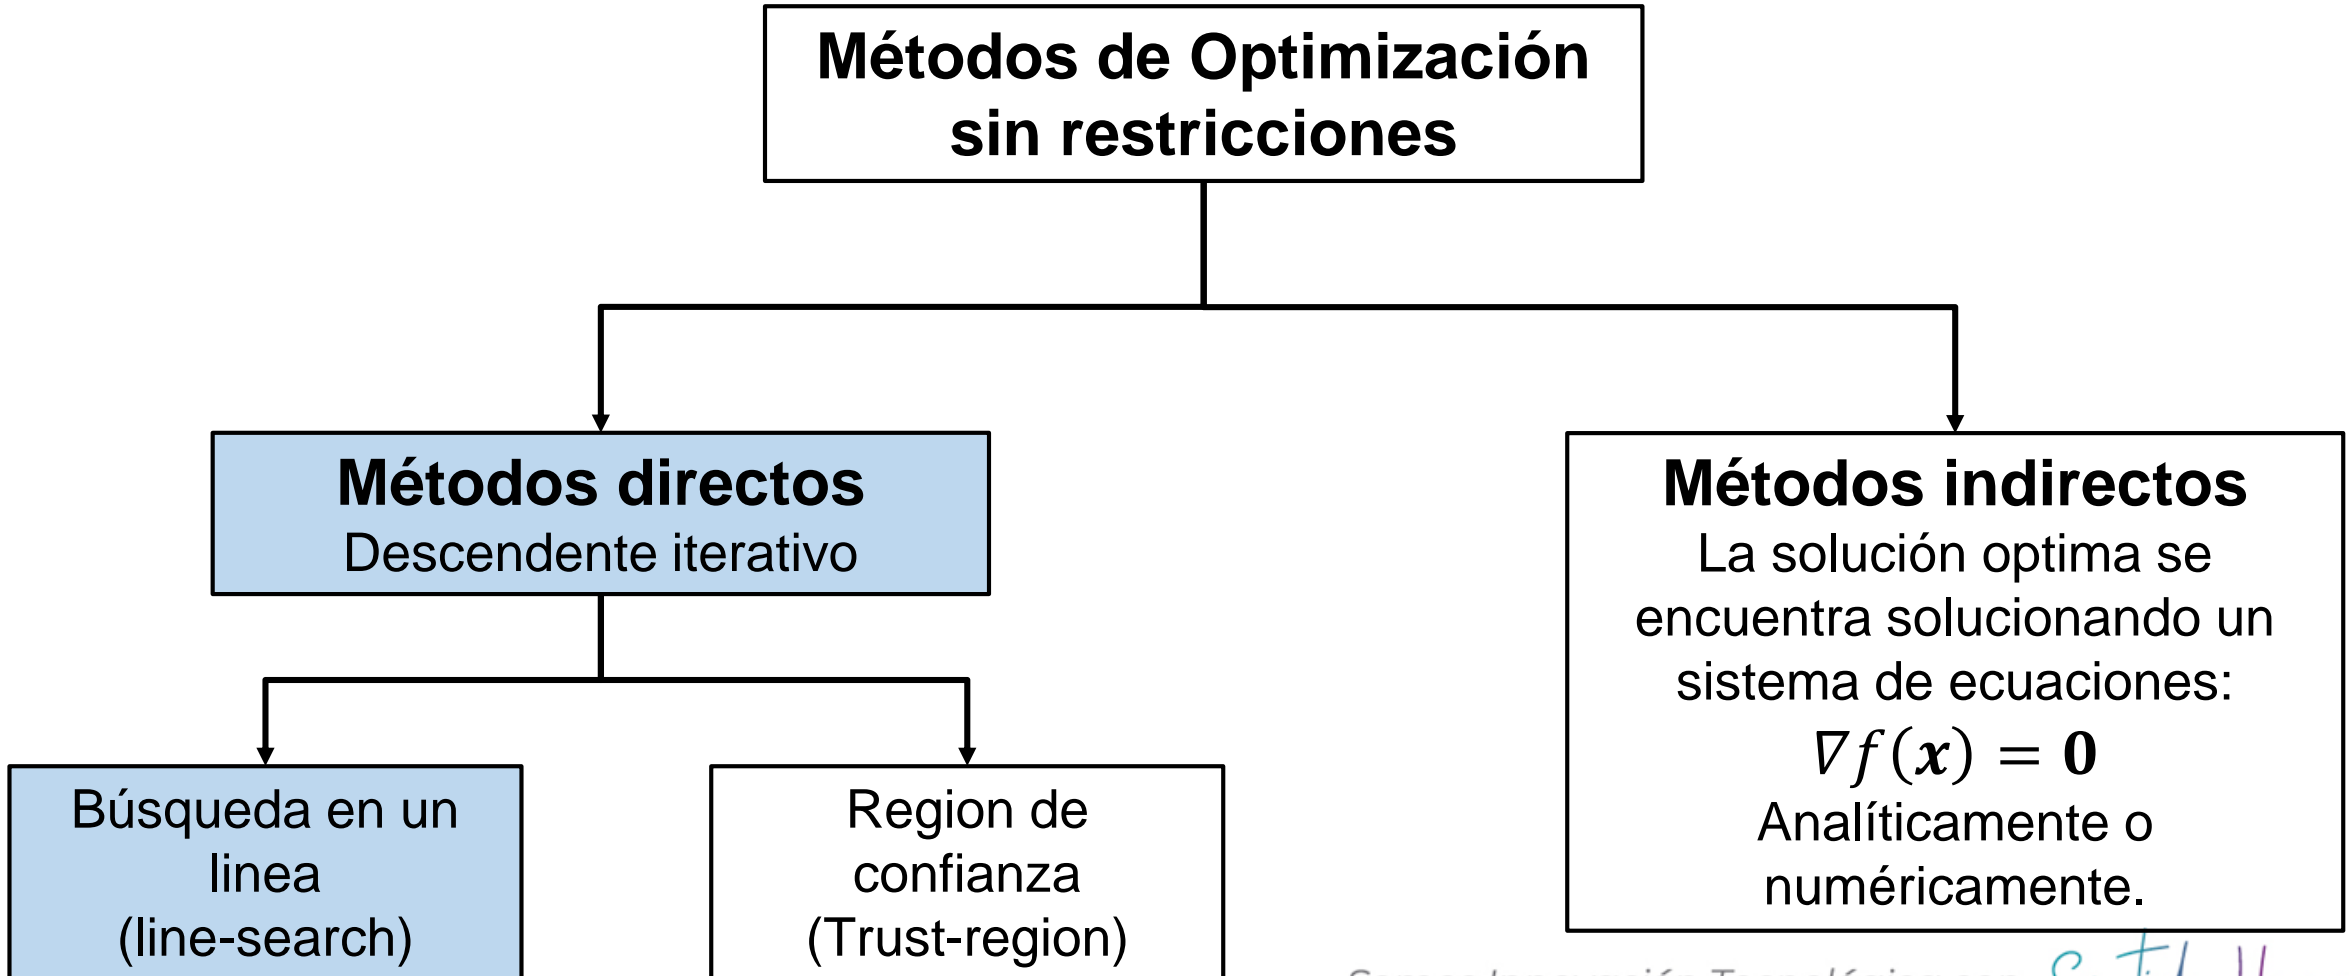 Métodos de Optimización
sin restricciones
Métodos directos
Descendente iterativo
Métodos indirectos
La solución optima se
encuentra solucionando un
sistema de ecuaciones:
∇f(x) = 0
Analíticamente o
numéricamente.
Búsqueda en un
linea
(line-search)
Region de
confianza
(Trust-region)